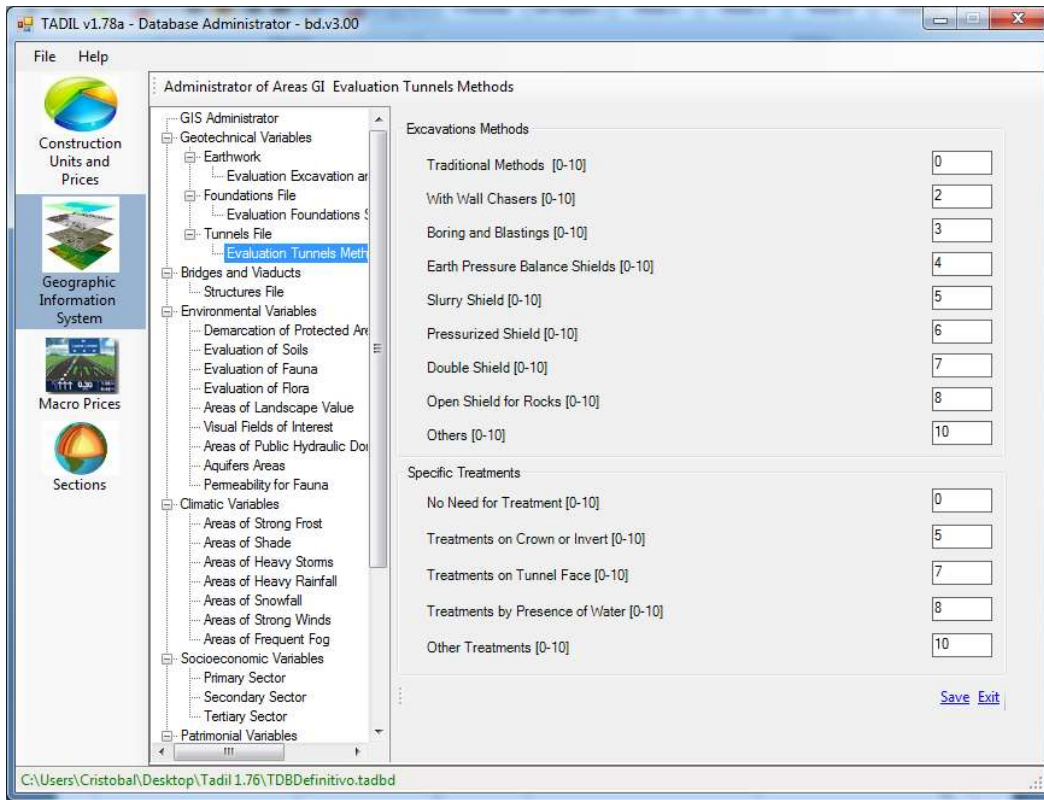 TADIL v1.78a - Database Administrator - bd.v3.00
File Help
Construction
Units and
Prices
Geographic
Information
System
Macro Prices
Sections
Administrator of Areas GI Evaluation Tunnels Methods
GIS Administrator
Geotechnical Variables
Earthwork
Evaluation Excavation ar
Foundations File
Evaluation Foundations S
Tunnels File
Evaluation Tunnels Meth
Bridges and Viaducts
Structures File
Environmental Variables
Demarcation of Protected Are
Evaluation of Soils
Evaluation of Fauna
Evaluation of Flora
Areas of Landscape Value
Visual Fields of Interest
Areas of Public Hydraulic Dor
Aquifers Areas
Permeability for Fauna
Climatic Variables
Areas of Strong Frost
Areas of Shade
Areas of Heavy Storms
Areas of Heavy Rainfall
Areas of Snowfall
Areas of Strong Winds
Areas of Frequent Fog
Socioeconomic Variables
Primary Sector
Secondary Sector
Tertiary Sector
Patrimonial Variables
Excavations Methods
Traditional Methods [0-10] 0
With Wall Chasers [0-10] 2
Boring and Blastings [0-10] 3
Earth Pressure Balance Shields [0-10] 4
Slurry Shield [0-10] 5
Pressurized Shield [0-10] 6
Double Shield [0-10] 7
Open Shield for Rocks [0-10] 8
Others [0-10] 10
Specific Treatments
No Need for Treatment [0-10] 0
Treatments on Crown or Invert [0-10] 5
Treatments on Tunnel Face [0-10] 7
Treatments by Presence of Water [0-10] 8
Other Treatments [0-10] 10
Save Exit
C:\Users\Cristobal\Desktop\Tadil 1.76\TDBDefinitivo.tadbd